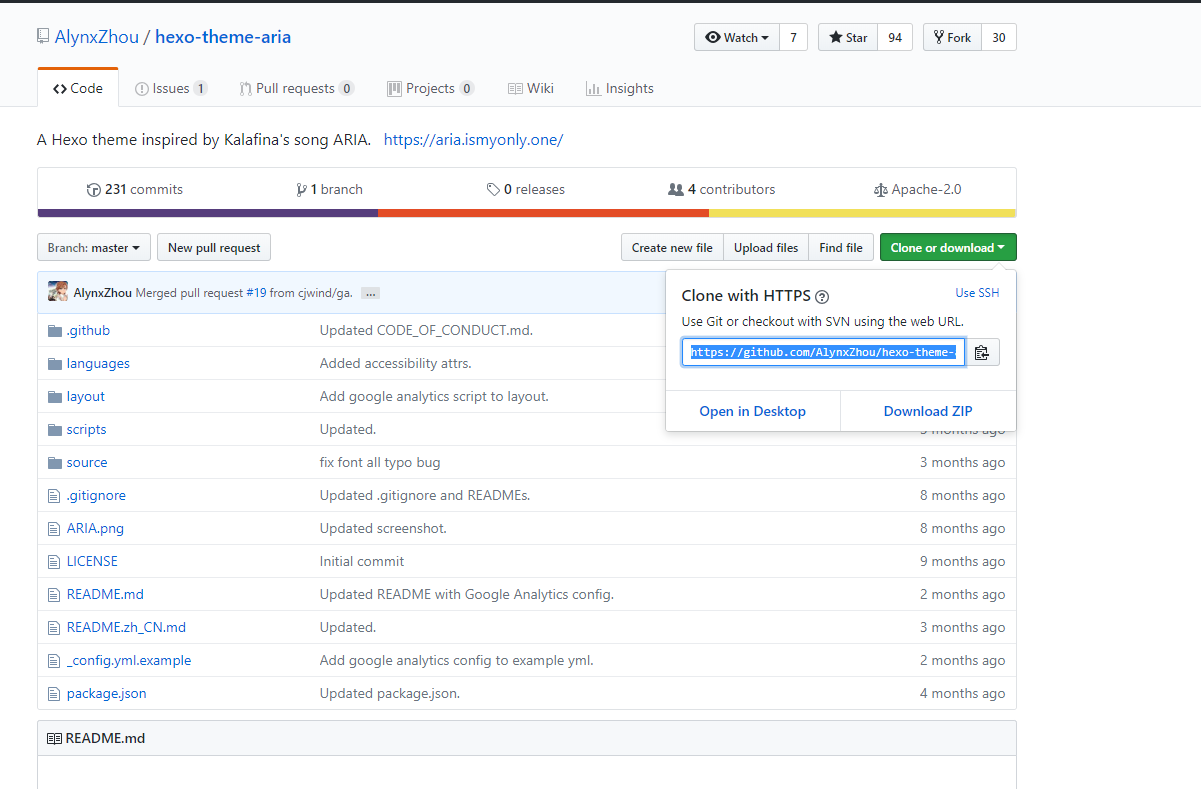 AlynxZhou / hexo-theme-aria
Watch 7 Star 94 Fork 30
Code Issues 1 Pull requests 0 Projects 0 Wiki Insights
A Hexo theme inspired by Kalafina's song ARIA. https://aria.ismyonly.one/
231 commits 1 branch 0 releases 4 contributors Apache-2.0
Branch: master New pull request Create new file Upload files Find file Clone or download
AlynxZhou Merged pull request #19 from cjwind/ga. ...
Clone with HTTPS ? Use SSH
Use Git or checkout with SVN using the web URL.
https://github.com/AlynxZhou/hexo-theme-
Open in Desktop Download ZIP
.github Updated CODE_OF_CONDUCT.md.
languages Added accessibility attrs.
layout Add google analytics script to layout.
scripts Updated. 3 months ago
source fix font all typo bug 3 months ago
.gitignore Updated .gitignore and READMEs. 8 months ago
ARIA.png Updated screenshot. 8 months ago
LICENSE Initial commit 9 months ago
README.md Updated README with Google Analytics config. 2 months ago
README.zh_CN.md Updated. 3 months ago
_config.yml.example Add google analytics config to example yml. 2 months ago
package.json Updated package.json. 4 months ago
README.md